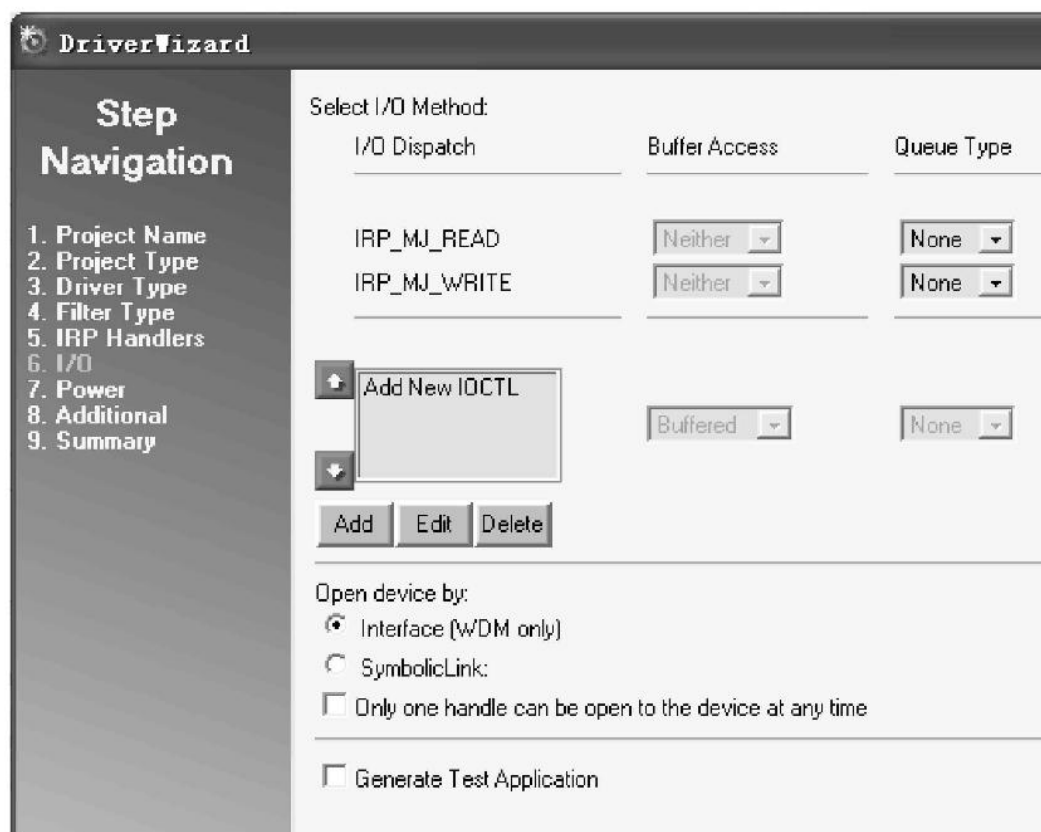 DriverWizard
Step
Navigation
1. Project Name
2. Project Type
3. Driver Type
4. Filter Type
5. IRP Handlers
6. I/O
7. Power
8. Additional
9. Summary
Select I/O Method:
I/O Dispatch Buffer Access Queue Type
IRP_MJ_READ Neither None
IRP_MJ_WRITE Neither None
Add New IOCTL
Buffered None
Add Edit Delete
Open device by:
Interface (WDM only)
SymbolicLink:
Only one handle can be open to the device at any time
Generate Test Application